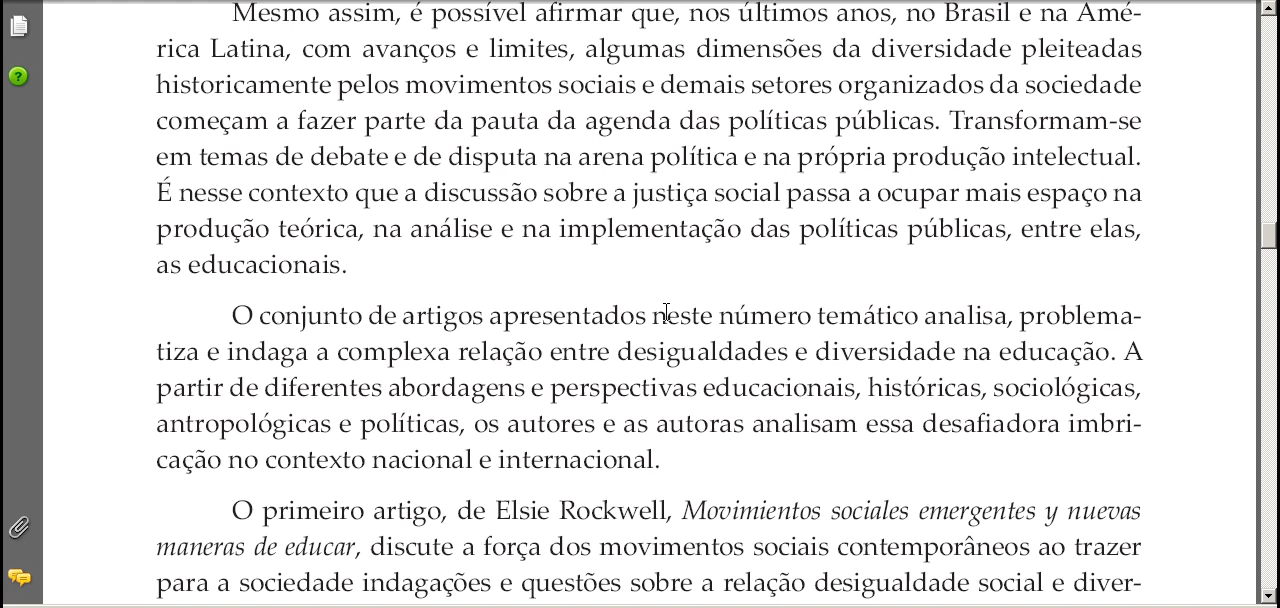 Mesmo assim, é possível afirmar que, nos últimos anos, no Brasil e na Amé-
rica Latina, com avanços e limites, algumas dimensões da diversidade pleiteadas
historicamente pelos movimentos sociais e demais setores organizados da sociedade
começam a fazer parte da pauta da agenda das políticas públicas. Transformam-se
em temas de debate e de disputa na arena política e na própria produção intelectual.
É nesse contexto que a discussão sobre a justiça social passa a ocupar mais espaço na
produção teórica, na análise e na implementação das políticas públicas, entre elas,
as educacionais.
O conjunto de artigos apresentados neste número temático analisa, problema-
tiza e indaga a complexa relação entre desigualdades e diversidade na educação. A
partir de diferentes abordagens e perspectivas educacionais, históricas, sociológicas,
antropológicas e políticas, os autores e as autoras analisam essa desafiadora imbri-
cação no contexto nacional e internacional.
O primeiro artigo, de Elsie Rockwell, Movimientos sociales emergentes y nuevas
maneras de educar, discute a força dos movimentos sociais contemporâneos ao trazer
para a sociedade indagações e questões sobre a relação desigualdade social e diver-